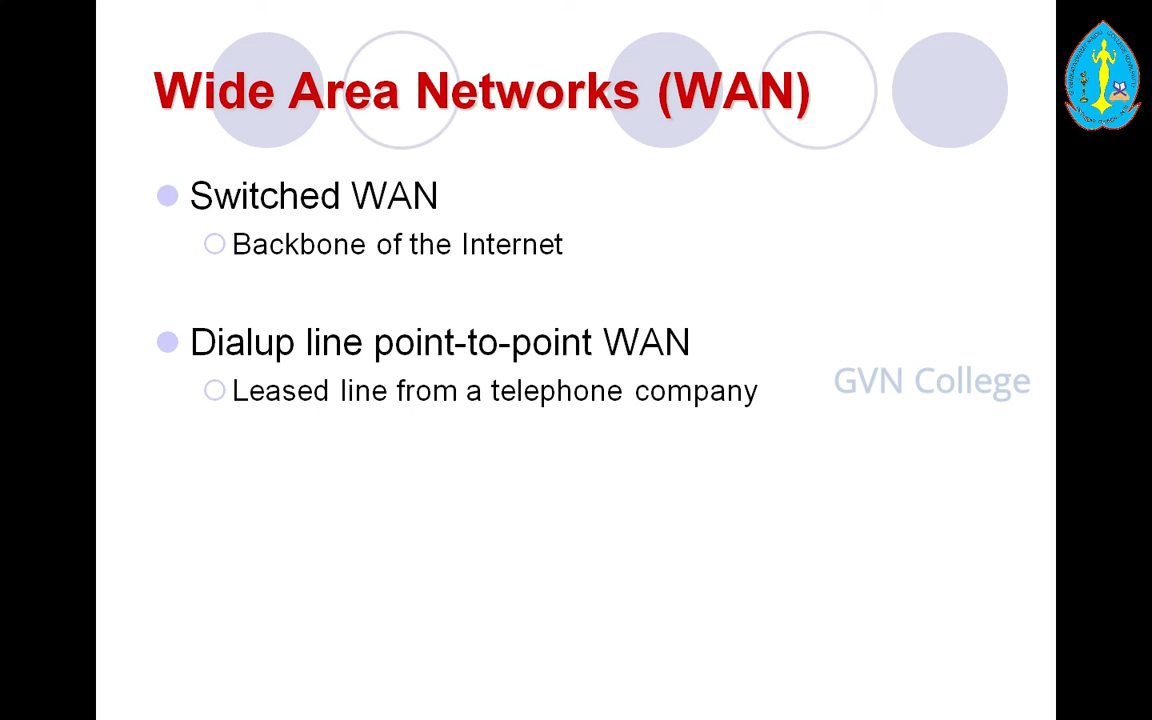 Wide Area Networks (WAN)
Switched WAN
Backbone of the Internet
Dialup line point-to-point WAN
Leased line from a telephone company
GVN College